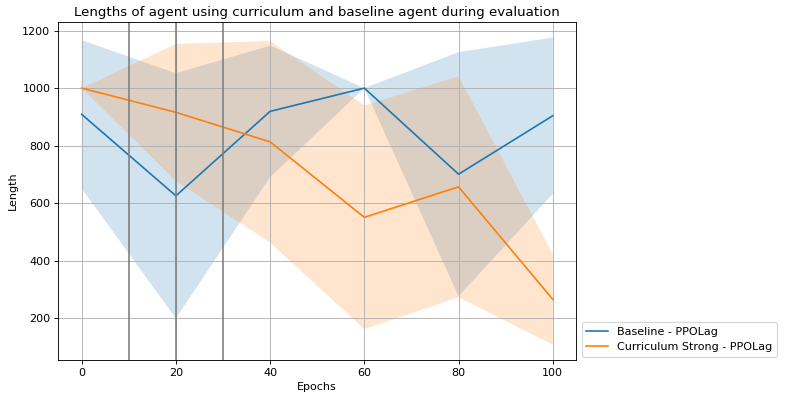 Lengths of agent using curriculum and baseline agent during evaluation
1200
1000
800
600
400
200
Length
0 20 40 60 80 100
Epochs
Baseline - PPOLag
Curriculum Strong - PPOLag